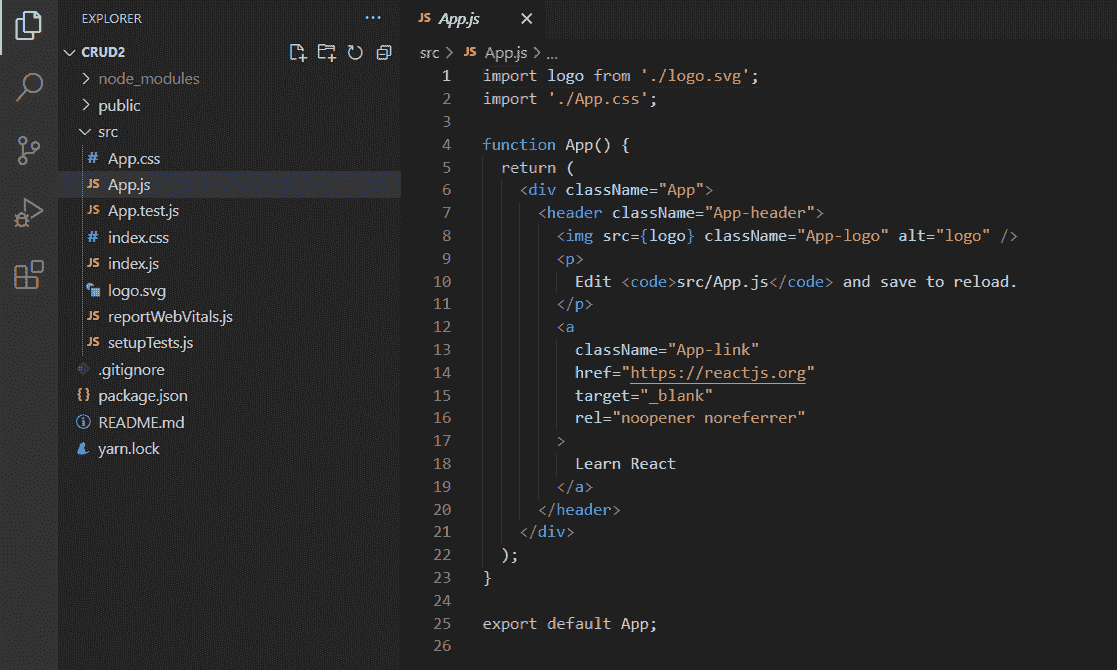 EXPLORER ...
CRUD2
node_modules
public
src
# App.css
JS App.js
JS App.test.js
# index.css
JS index.js
logo.svg
JS reportWebVitals.js
JS setupTests.js
.gitignore
{} package.json
README.md
yarn.lock
JS App.js ×
src > JS App.js > ...
1 import logo from './logo.svg';
2 import './App.css';
3
4 function App() {
5   return (
6     <div className="App">
7       <header className="App-header">
8         <img src={logo} className="App-logo" alt="logo" />
9         <p>
10           Edit <code>src/App.js</code> and save to reload.
11         </p>
12         <a
13           className="App-link"
14           href="https://reactjs.org"
15           target="_blank"
16           rel="noopener noreferrer"
17         >
18           Learn React
19         </a>
20       </header>
21     </div>
22   );
23 }
24
25 export default App;
26